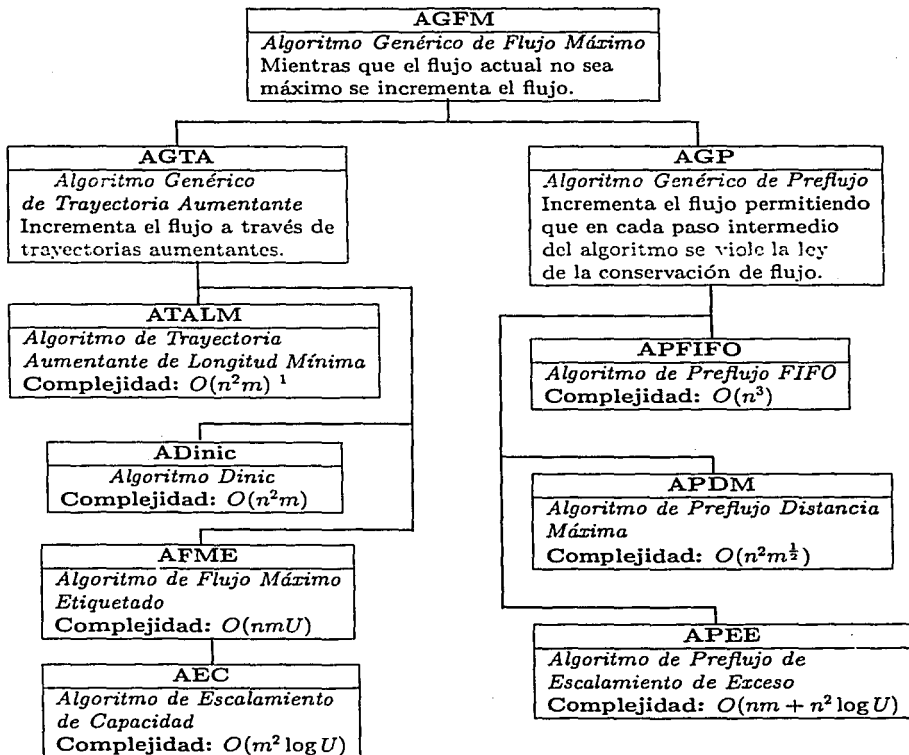 AGFM
Algoritmo Genérico de Flujo Máximo
Mientras que el flujo actual no sea
máximo se incrementa el flujo.
AGTA
Algoritmo Genérico
de Trayectoria Aumentante
Incrementa el flujo a través de
trayectorias aumentantes.
ATALM
Algoritmo de Trayectoria
Aumentante de Longitud Mínima
Complejidad: O(n²m) ¹
ADinic
Algoritmo Dinic
Complejidad: O(n²m)
AFME
Algoritmo de Flujo Máximo
Etiquetado
Complejidad: O(nmU)
AEC
Algoritmo de Escalamiento
de Capacidad
Complejidad: O(m² log U)
AGP
Algoritmo Genérico de Preflujo
Incrementa el flujo permitiendo
que en cada paso intermedio
del algoritmo se viole la ley
de la conservación de flujo.
APFIFO
Algoritmo de Preflujo FIFO
Complejidad: O(n³)
APDM
Algoritmo de Preflujo Distancia
Máxima
Complejidad: O(n²m^½)
APEE
Algoritmo de Preflujo de
Escalamiento de Exceso
Complejidad: O(nm + n² log U)